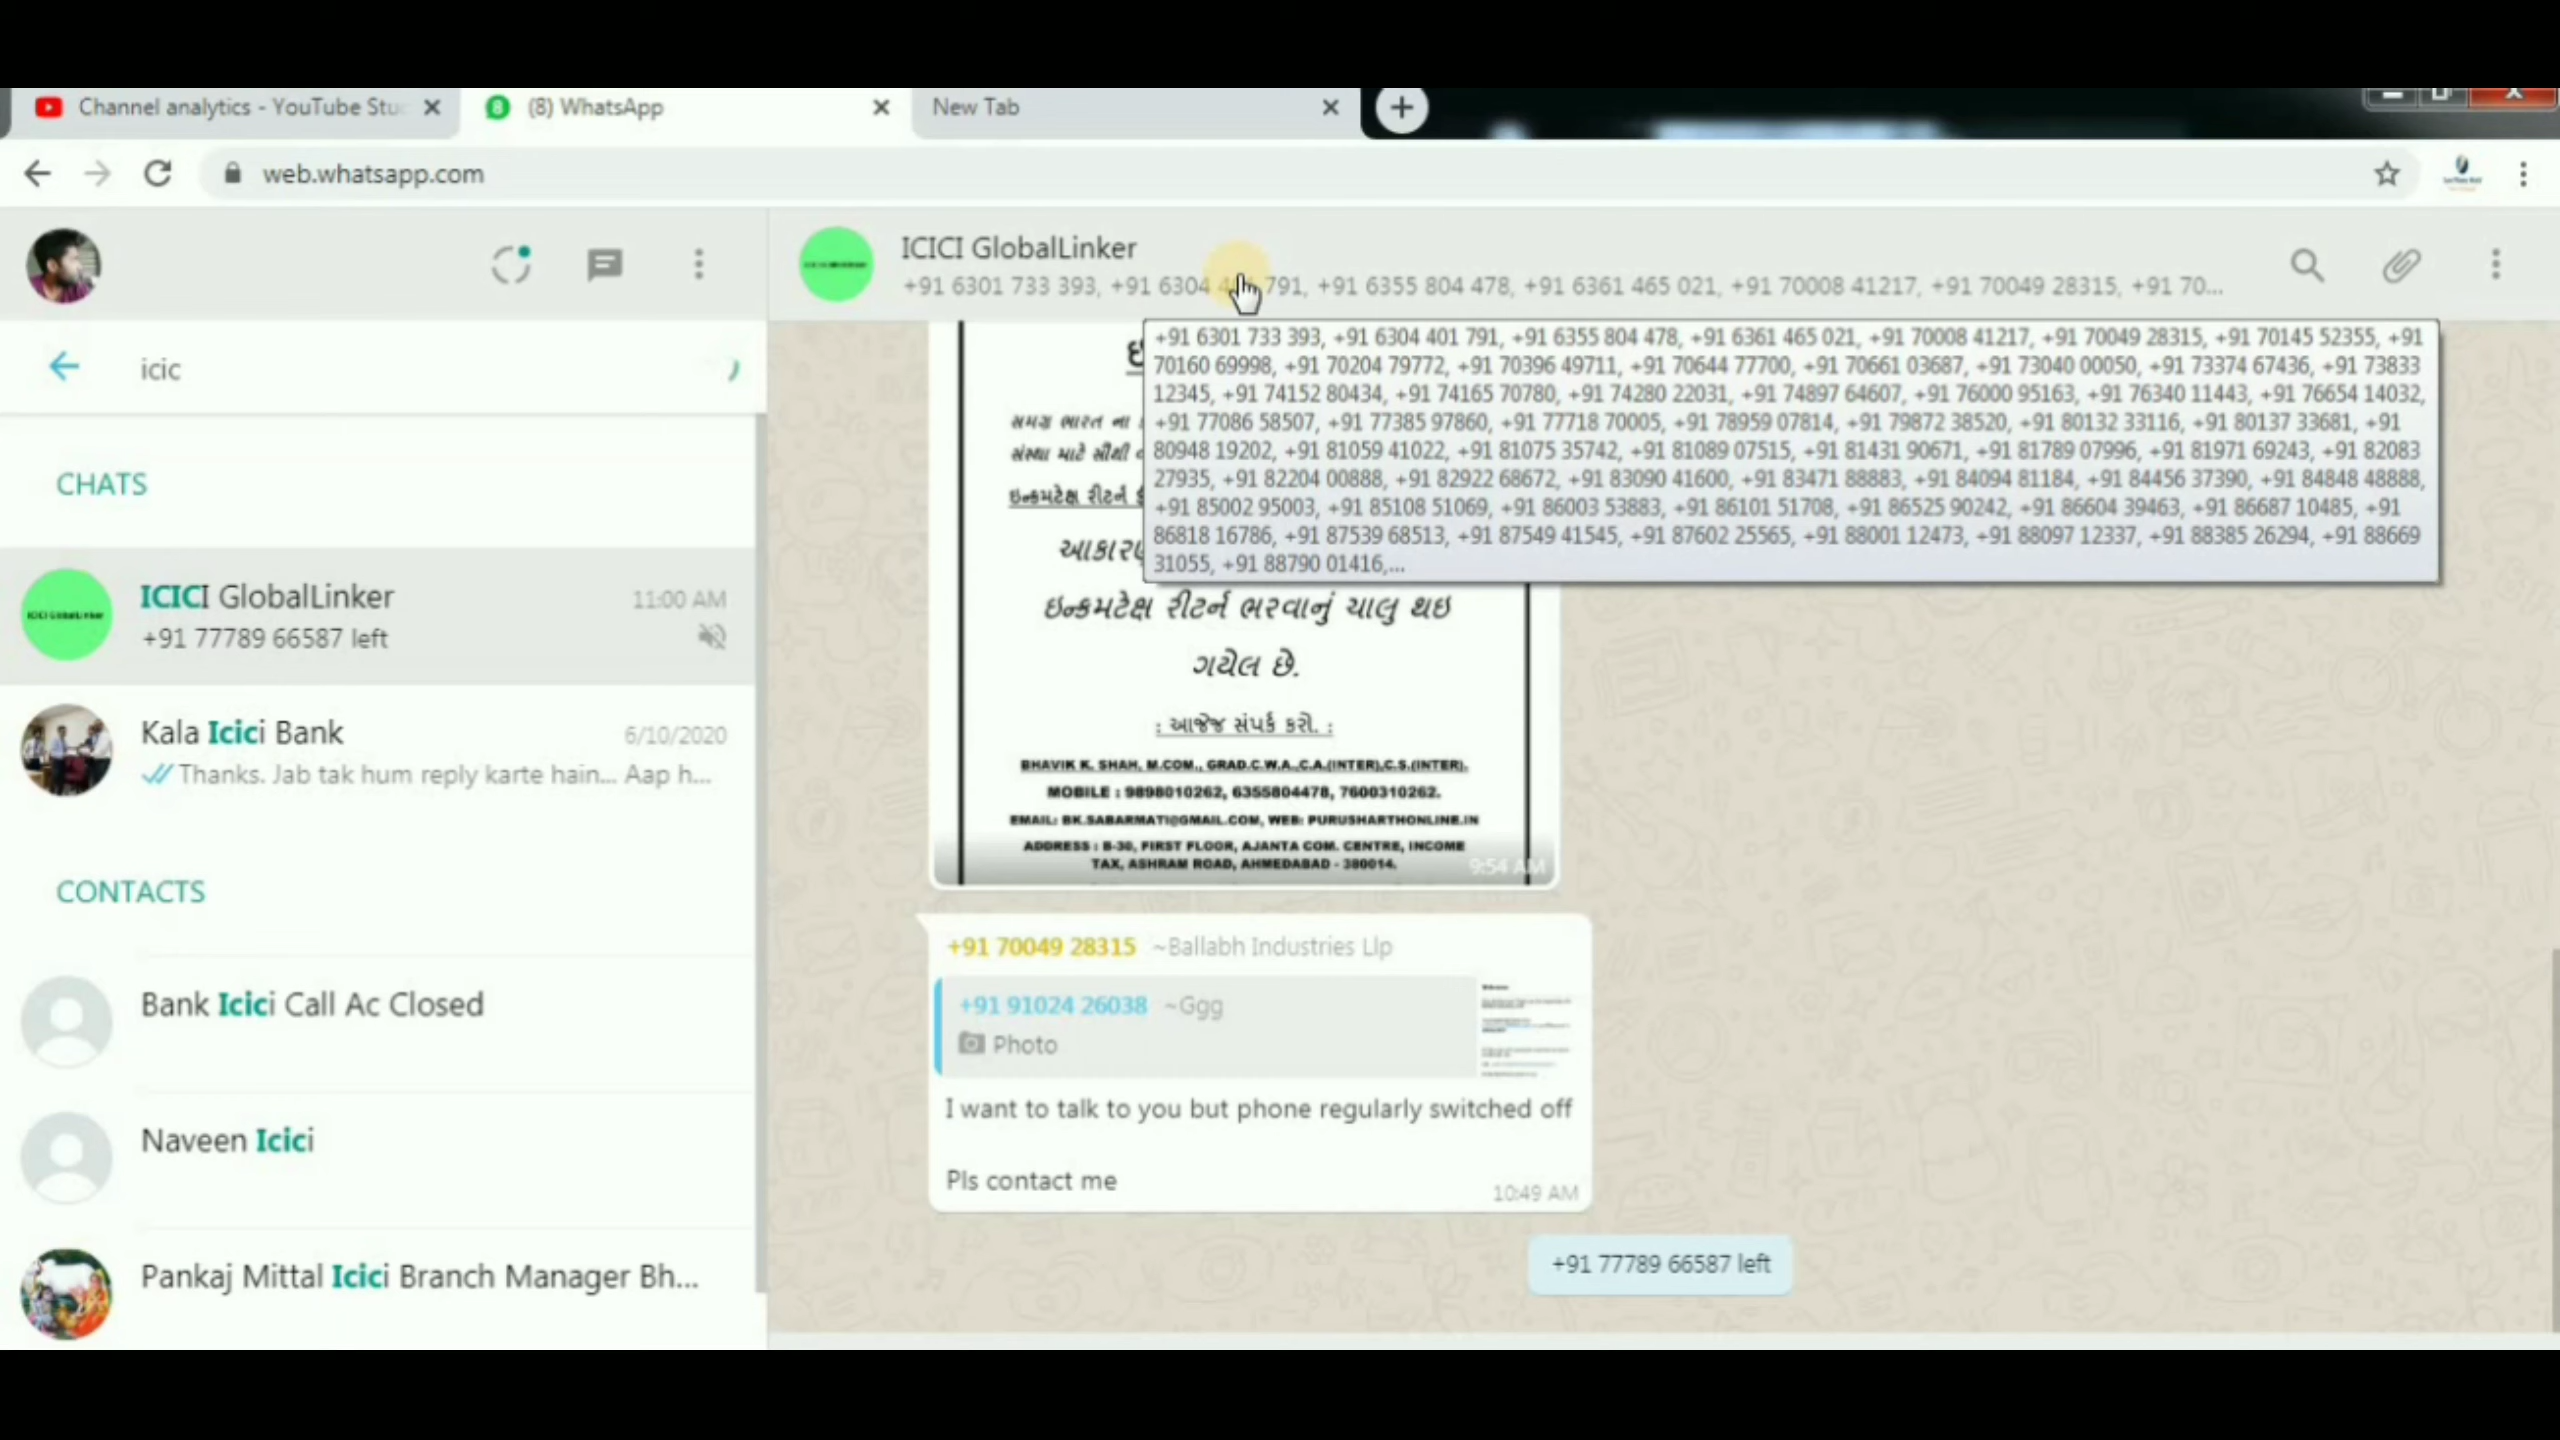 Channel analytics - YouTube Stu
(8) WhatsApp
New Tab
web.whatsapp.com
icic
CHATS
ICICI GlobalLinker
11:00 AM
+91 77789 66587 left
Kala Icici Bank
6/10/2020
Thanks. Jab tak hum reply karte hain... Aap h...
CONTACTS
Bank Icici Call Ac Closed
Naveen Icici
Pankaj Mittal Icici Branch Manager Bh...
ICICI GlobalLinker
+91 6301 733 393, +91 6304 791, +91 6355 804 478, +91 6361 465 021, +91 70008 41217, +91 70049 28315, +91 70...
+91 6301 733 393, +91 6304 401 791, +91 6355 804 478, +91 6361 465 021, +91 70008 41217, +91 70049 28315, +91 70145 52355, +91
70160 69998, +91 70204 79772, +91 70396 49711, +91 70644 77700, +91 70661 03687, +91 73040 00050, +91 73374 67436, +91 73833
12345, +91 74152 80434, +91 74165 70780, +91 74280 22031, +91 74897 64607, +91 76000 95163, +91 76340 11443, +91 76654 14032,
+91 77086 58507, +91 77385 97860, +91 77718 70005, +91 78959 07814, +91 79872 38520, +91 80132 33116, +91 80137 33681, +91
80948 19202, +91 81059 41022, +91 81075 35742, +91 81089 07515, +91 81431 90671, +91 81789 07996, +91 81971 69243, +91 82083
27935, +91 82204 00888, +91 82922 68672, +91 83090 41600, +91 83471 88883, +91 84094 81184, +91 84456 37390, +91 84848 48888,
+91 85002 95003, +91 85108 51069, +91 86003 53883, +91 86101 51708, +91 86525 90242, +91 86604 39463, +91 86687 10485, +91
86818 16786, +91 87539 68513, +91 87549 41545, +91 87602 25565, +91 88001 12473, +91 88097 12337, +91 88385 26294, +91 88669
31055, +91 88790 01416,...
સમગ્ર ભારત ના
સંસ્થા માટે સૌથી
ઇન્કમટેક્ષ રીટર્ન
ઇન્કમટેક્ષ રીટર્ન ભરવાનું ચાલુ થઇ
ગયેલ છે.
: આજેજ સંપર્ક કરો. :
BHAVIK K. SHAH, M.COM., GRAD.C.W.A.,C.A.(INTER),C.S.(INTER).
MOBILE : 9898010262, 6355804478, 7600310262.
EMAIL: BK.SABARMATI@GMAIL.COM, WEB: PURUSHARTHONLINE.IN
ADDRESS : B-30, FIRST FLOOR, AJANTA COM. CENTRE, INCOME
TAX, ASHRAM ROAD, AHMEDABAD - 380014.
9:54 AM
+91 70049 28315 ~Ballabh Industries Llp
+91 91024 26038 ~Ggg
Photo
I want to talk to you but phone regularly switched off
Pls contact me
10:49 AM
+91 77789 66587 left